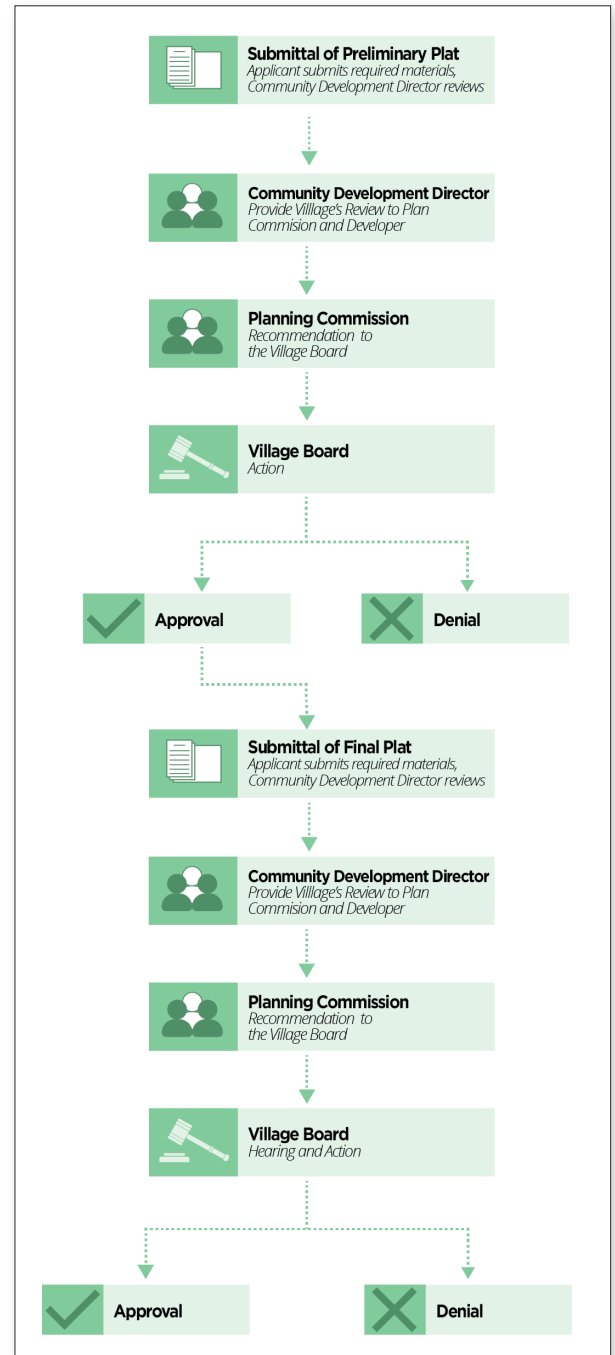 Submittal of Preliminary Plat
Applicant submits required materials,
Community Development Director reviews
Community Development Director
Provide Villlage's Review to Plan
Commision and Developer
Planning Commission
Recommendation to
the Village Board
Village Board
Action
Approval
Denial
Submittal of Final Plat
Applicant submits required materials,
Community Development Director reviews
Community Development Director
Provide Villlage's Review to Plan
Commision and Developer
Planning Commission
Recommendation to
the Village Board
Village Board
Hearing and Action
Approval
Denial